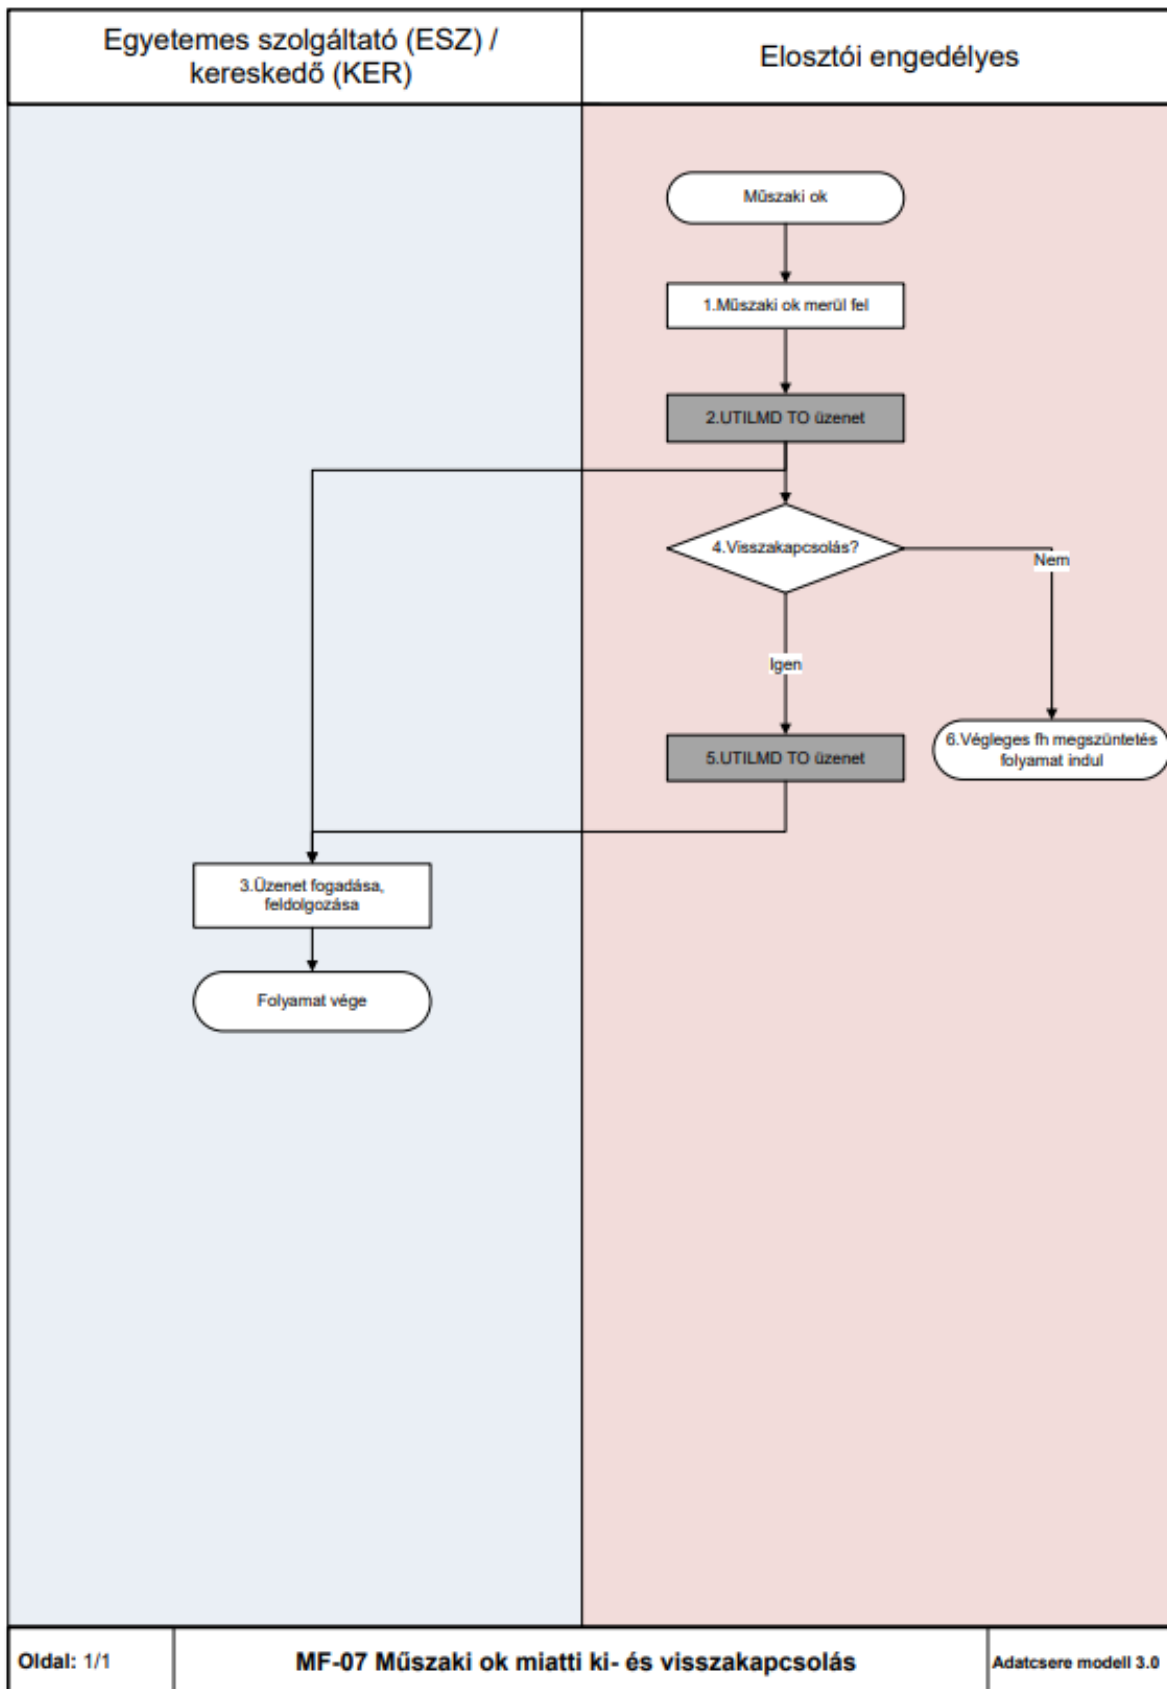 Egyetemes szolgáltató (ESZ) /
kereskedő (KER)
Elosztói engedélyes
Műszaki ok
1.Műszaki ok merül fel
2.UTILMD TO üzenet
4.Visszakapcsolás?
Nem
Igen
5.UTILMD TO üzenet
6.Végleges fh megszüntetés
folyamat indul
3.Üzenet fogadása,
feldolgozása
Folyamat vége
Oldal: 1/1
MF-07 Műszaki ok miatti ki- és visszakapcsolás
Adatcsere modell 3.0